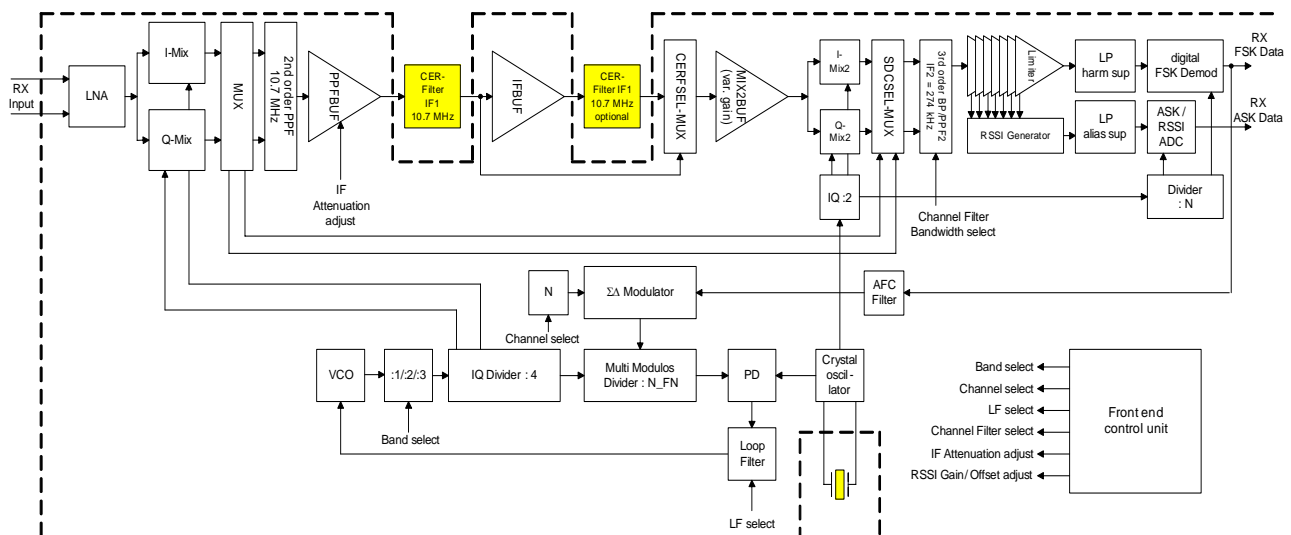 RX
Input
LNA
I-Mix
Q-Mix
MUX
2nd order PPF
10.7 MHz
PPFBUF
IF
Attenuation
adjust
CER-
Filter
IF1
10.7 MHz
IFBUF
CER-
Filter IF1
10.7 MHz
optional
CERFSEL-MUX
MIX2BUF
(var. gain)
I-
Mix2
Q-
Mix2
IQ :2
SDCSEL-MUX
3rd order BP/PPF2
IF2 = 274 kHz
Channel Filter
Bandwidth select
Limiter
RSSI Generator
LP
harm sup
LP
alias sup
digital
FSK Demod
ASK /
RSSI
ADC
Divider
: N
RX
FSK Data
RX
ASK Data
N
Channel select
ΣΔ Modulator
AFC
Filter
VCO
:1/:2/:3
Band select
IQ Divider : 4
Multi Modulos
Divider : N_FN
PD
Crystal
oscil-
lator
Loop
Filter
LF select
Band select
Channel select
LF select
Channel Filter select
IF Attenuation adjust
RSSI Gain/ Offset adjust
Front end
control unit